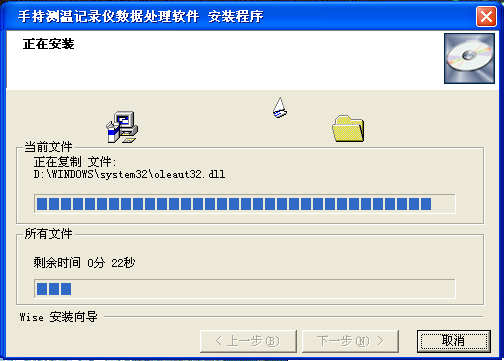 手持测温记录仪数据处理软件 安装程序
正在安装
当前文件
正在复制 文件:
D:\WINDOWS\system32\oleaut32.dll
所有文件
剩余时间 0分 22秒
Wise 安装向导
< 上一步(B)
下一步(N) >
取消